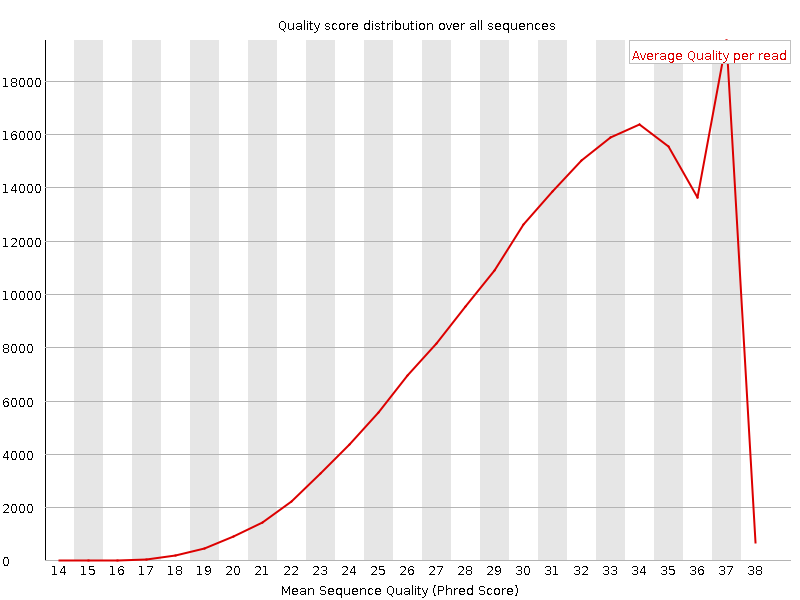 Quality score distribution over all sequences
Average Quality per read
18000
16000
14000
12000
10000
8000
6000
4000
2000
0
14 15 16 17 18 19 20 21 22 23 24 25 26 27 28 29 30 31 32 33 34 35 36 37 38
Mean Sequence Quality (Phred Score)